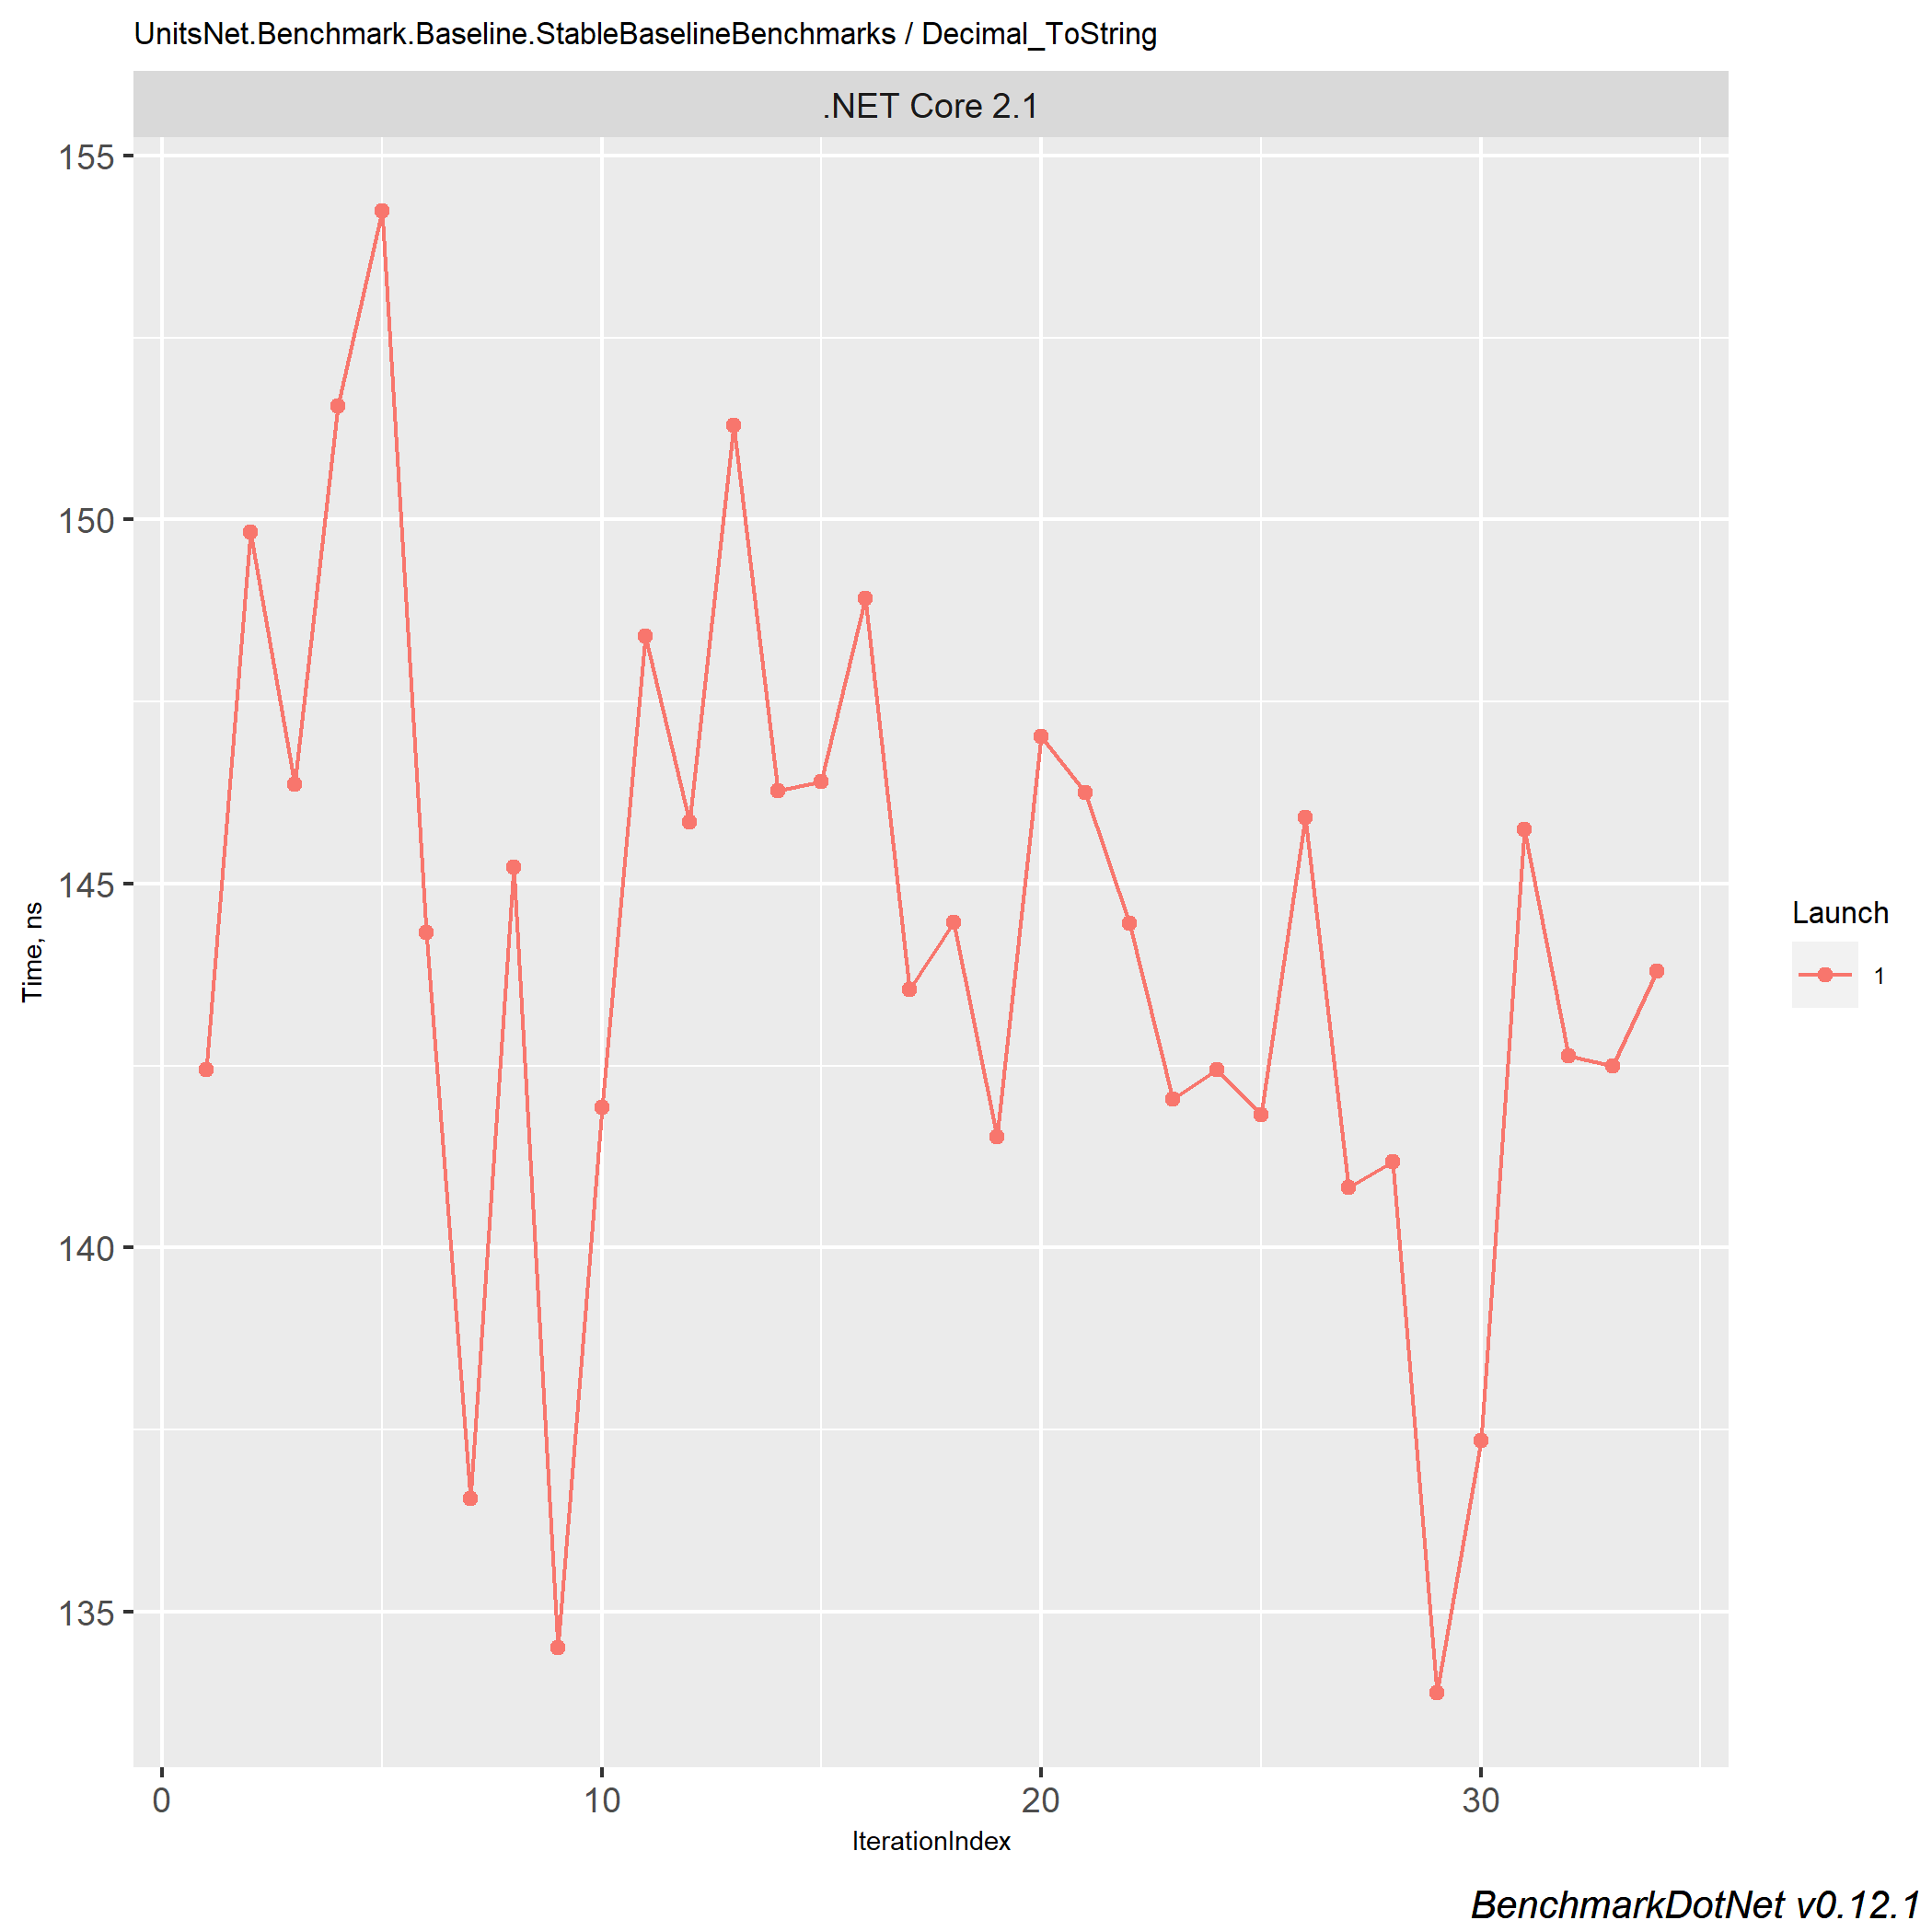 UnitsNet.Benchmark.Baseline.StableBaselineBenchmarks / Decimal_ToString
.NET Core 2.1
155
150
145
140
135
Time, ns
0 10 20 30
IterationIndex
Launch
1
BenchmarkDotNet v0.12.1